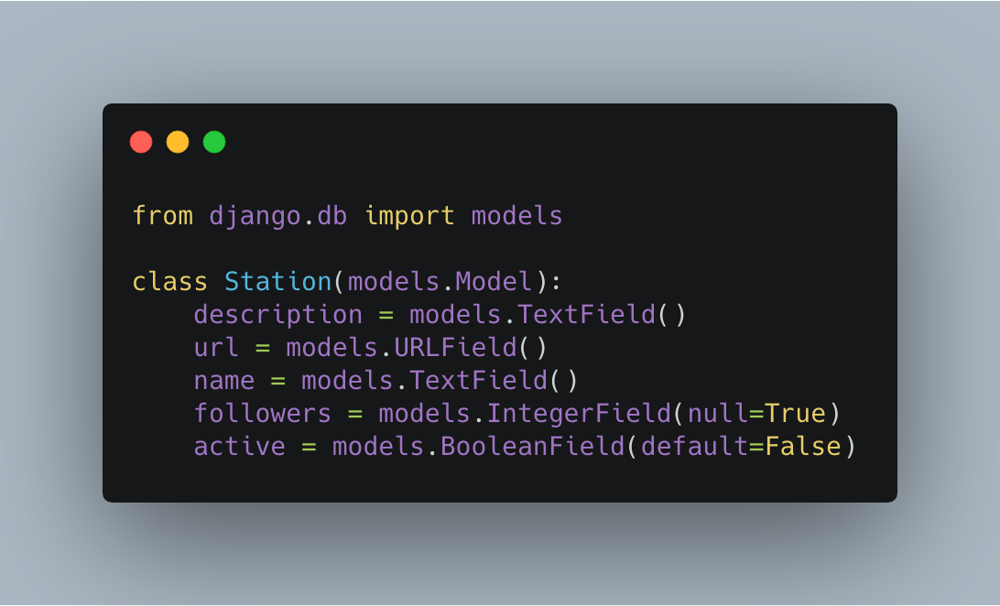 from django.db import models
class Station(models.Model):
    description = models.TextField()
    url = models.URLField()
    name = models.TextField()
    followers = models.IntegerField(null=True)
    active = models.BooleanField(default=False)